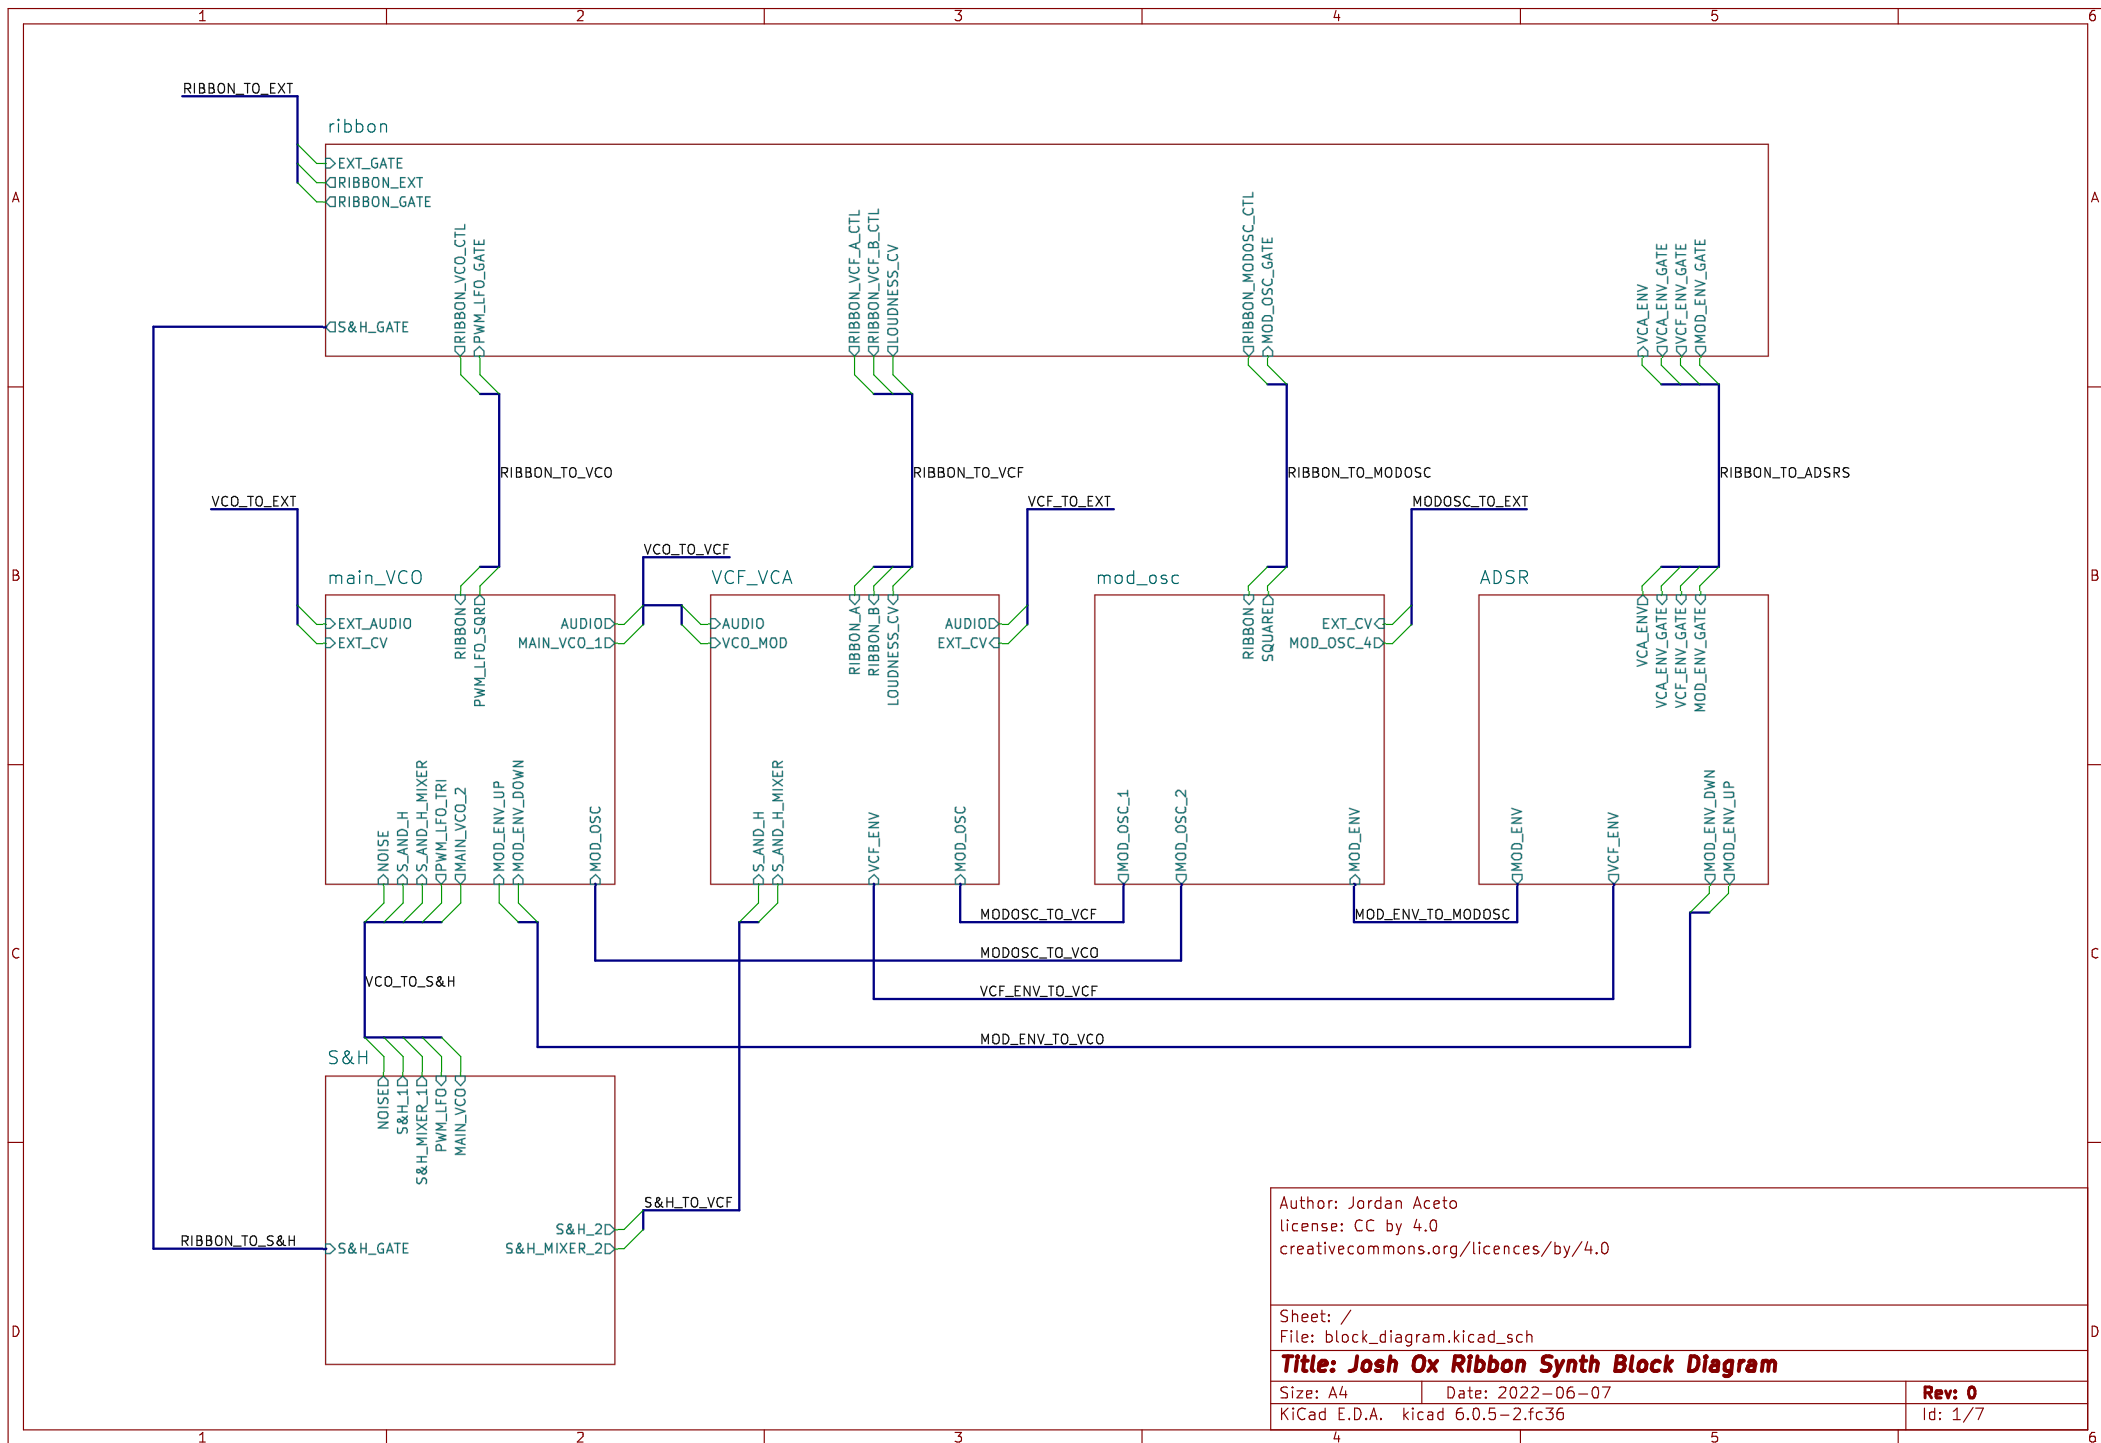 1 2 3 4 5 6
RIBBON_TO_EXT
ribbon
EXT_GATE
RIBBON_EXT
RIBBON_GATE
S&H_GATE
RIBBON_VCO_CTL
PWM_LFO_GATE
RIBBON_VCF_A_CTL
RIBBON_VCF_B_CTL
LOUDNESS_CV
RIBBON_MODOSC_CTL
MOD_OSC_GATE
VCA_ENV
VCA_ENV_GATE
VCF_ENV_GATE
MOD_ENV_GATE
A A
RIBBON_TO_VCO
RIBBON_TO_VCF
RIBBON_TO_MODOSC
RIBBON_TO_ADSRS
VCO_TO_EXT
VCF_TO_EXT
MODOSC_TO_EXT
VCO_TO_VCF
B B
main_VCO
EXT_AUDIO
EXT_CV
RIBBON
PWM_LFO_SQR
AUDIO
MAIN_VCO_1
NOISE
S_AND_H
S_AND_H_MIXER
PWM_LFO_TRI
MAIN_VCO_2
MOD_ENV_UP
MOD_ENV_DOWN
MOD_OSC
VCF_VCA
AUDIO
VCO_MOD
RIBBON_A
RIBBON_B
LOUDNESS_CV
AUDIO
EXT_CV
S_AND_H
S_AND_H_MIXER
VCF_ENV
MOD_OSC
mod_osc
RIBBON
SQUARE
EXT_CV
MOD_OSC_4
MOD_OSC_1
MOD_OSC_2
MOD_ENV
ADSR
VCA_ENV
VCA_ENV_GATE
VCF_ENV_GATE
MOD_ENV_GATE
MOD_ENV
VCF_ENV
MOD_ENV_DWN
MOD_ENV_UP
MODOSC_TO_VCF
MOD_ENV_TO_MODOSC
MODOSC_TO_VCO
C C
VCO_TO_S&H
VCF_ENV_TO_VCF
MOD_ENV_TO_VCO
S&H
NOISE
S&H_1
S&H_MIXER_1
PWM_LFO
MAIN_VCO
S&H_TO_VCF
S&H_2
S&H_MIXER_2
RIBBON_TO_S&H
S&H_GATE
D D
Author: Jordan Aceto
license: CC by 4.0
creativecommons.org/licences/by/4.0
Sheet: /
File: block_diagram.kicad_sch
Title: Josh Ox Ribbon Synth Block Diagram
Size: A4 Date: 2022-06-07 Rev: 0
KiCad E.D.A. kicad 6.0.5-2.fc36 Id: 1/7
1 2 3 4 5 6